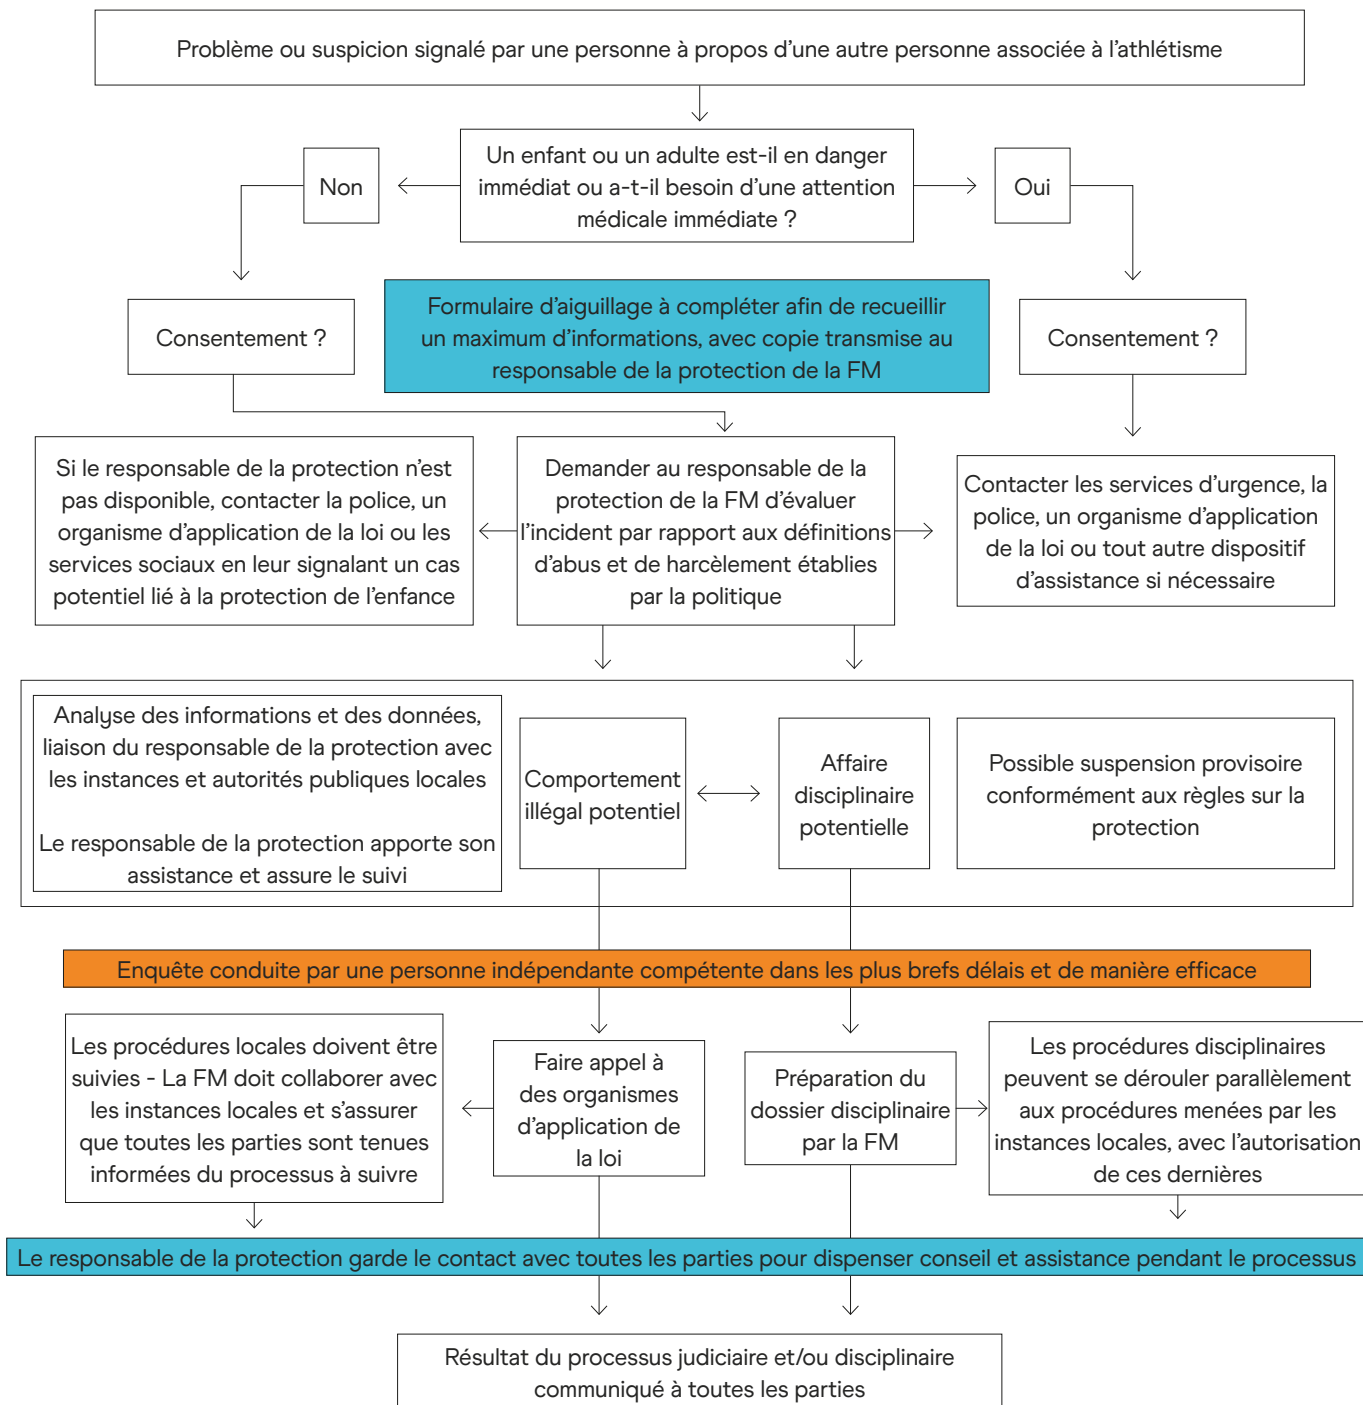 Problème ou suspicion signalé par une personne à propos d’une autre personne associée à l’athlétisme
Non
Un enfant ou un adulte est-il en danger
immédiat ou a-t-il besoin d’une attention
médicale immédiate ?
Oui
Consentement ?
Formulaire d’aiguillage à compléter afin de recueillir
un maximum d’informations, avec copie transmise au
responsable de la protection de la FM
Consentement ?
Si le responsable de la protection n’est
pas disponible, contacter la police, un
organisme d’application de la loi ou les
services sociaux en leur signalant un cas
potentiel lié à la protection de l’enfance
Demander au responsable de la
protection de la FM d’évaluer
l’incident par rapport aux définitions
d’abus et de harcèlement établies
par la politique
Contacter les services d’urgence, la
police, un organisme d’application
de la loi ou tout autre dispositif
d’assistance si nécessaire
Analyse des informations et des données,
liaison du responsable de la protection avec
les instances et autorités publiques locales
Le responsable de la protection apporte son
assistance et assure le suivi
Comportement
illégal potentiel
Affaire
disciplinaire
potentielle
Possible suspension provisoire
conformément aux règles sur la
protection
Enquête conduite par une personne indépendante compétente dans les plus brefs délais et de manière efficace
Les procédures locales doivent être
suivies - La FM doit collaborer avec
les instances locales et s’assurer
que toutes les parties sont tenues
informées du processus à suivre
Faire appel à
des organismes
d’application de
la loi
Préparation du
dossier disciplinaire
par la FM
Les procédures disciplinaires
peuvent se dérouler parallèlement
aux procédures menées par les
instances locales, avec l’autorisation
de ces dernières
Le responsable de la protection garde le contact avec toutes les parties pour dispenser conseil et assistance pendant le processus
Résultat du processus judiciaire et/ou disciplinaire
communiqué à toutes les parties